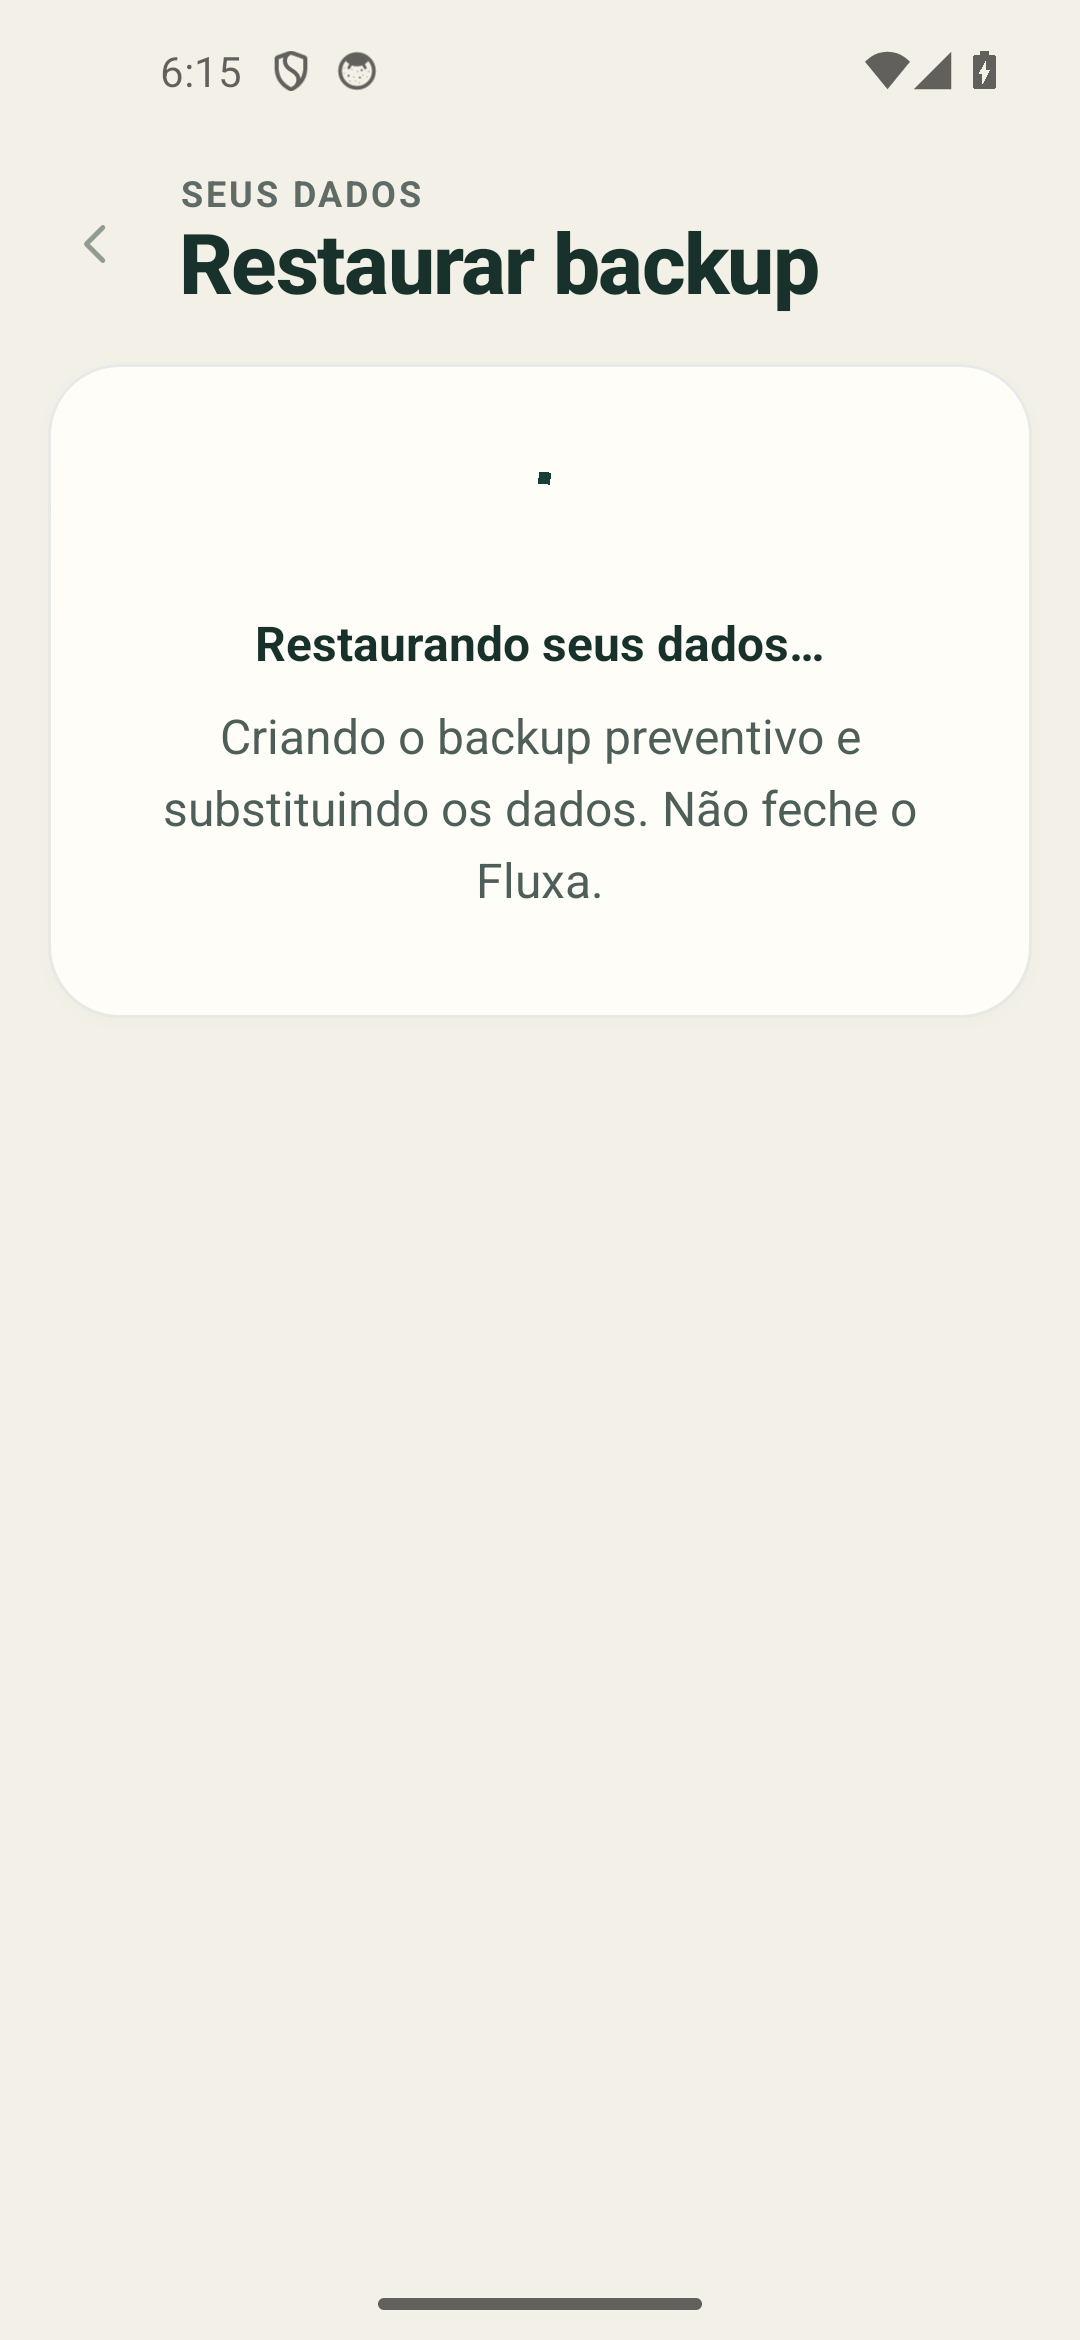 6:15
SEUS DADOS
Restaurar backup
Restaurando seus dados...
Criando o backup preventivo e
substituindo os dados. Não feche o
Fluxa.